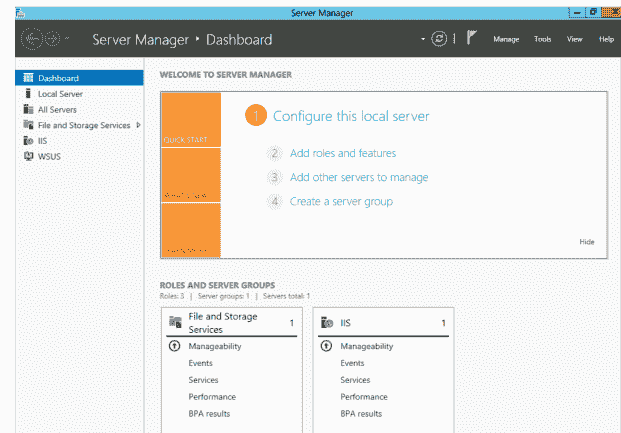 Server Manager
Server Manager ‣ Dashboard
Manage Tools View Help
Dashboard
Local Server
All Servers
File and Storage Services
IIS
WSUS
WELCOME TO SERVER MANAGER
QUICK START
1 Configure this local server
2 Add roles and features
3 Add other servers to manage
4 Create a server group
Hide
ROLES AND SERVER GROUPS
Roles: 3 | Server groups: 1 | Servers total: 1
File and Storage Services 1
Manageability
Events
Services
Performance
BPA results
IIS 1
Manageability
Events
Services
Performance
BPA results